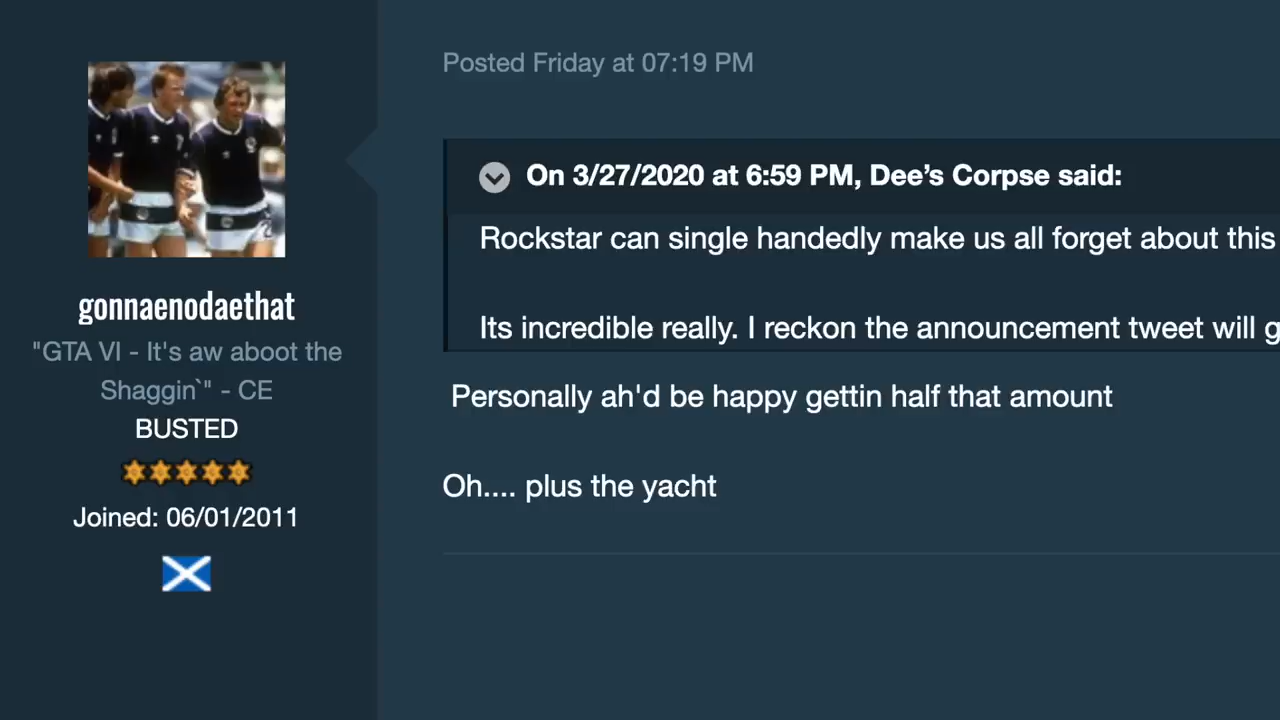 Posted Friday at 07:19 PM
On 3/27/2020 at 6:59 PM, Dee’s Corpse said:
Rockstar can single handedly make us all forget about this
Its incredible really. I reckon the announcement tweet will g
Personally ah'd be happy gettin half that amount
Oh.... plus the yacht
gonnaenodaethat
"GTA VI - It's aw aboot the
Shaggin`" - CE
BUSTED
Joined: 06/01/2011